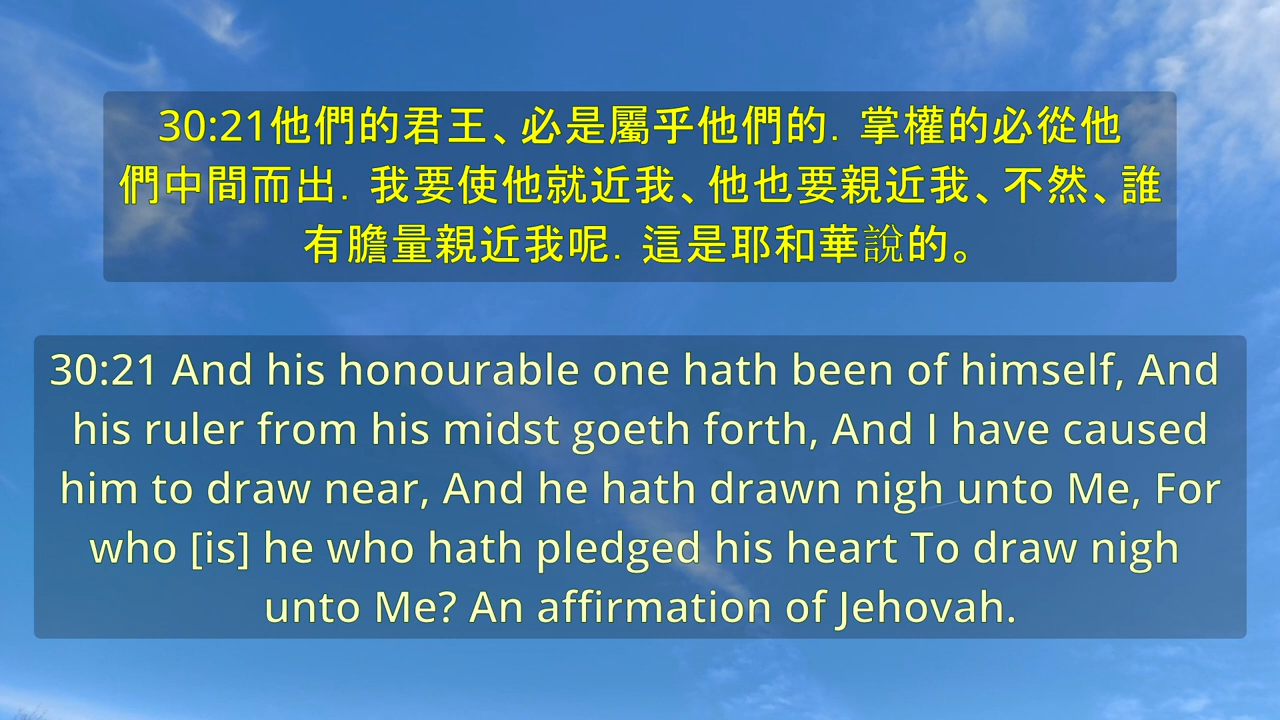 30:21他們的君王、必是屬乎他們的．掌權的必從他
們中間而出．我要使他就近我、他也要親近我、不然、誰
有膽量親近我呢．這是耶和華說的。
30:21 And his honourable one hath been of himself, And
his ruler from his midst goeth forth, And I have caused
him to draw near, And he hath drawn nigh unto Me, For
who [is] he who hath pledged his heart To draw nigh
unto Me? An affirmation of Jehovah.